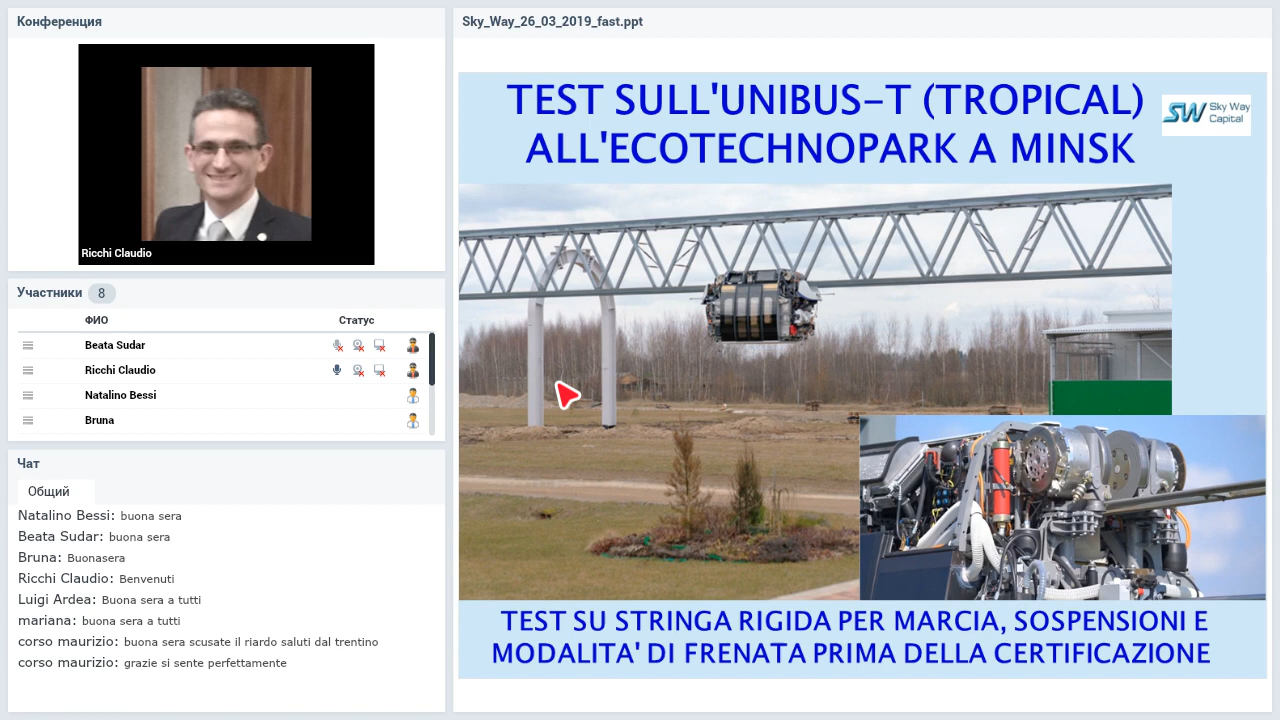 Конференция
Ricchi Claudio
Участники 8
ФИО Статус
Beata Sudar
Ricchi Claudio
Natalino Bessi
Bruna
Чат
Общий
Natalino Bessi: buona sera
Beata Sudar: buona sera
Bruna: Buonasera
Ricchi Claudio: Benvenuti
Luigi Ardea: Buona sera a tutti
mariana: buona sera a tutti
corso maurizio: buona sera scusate il riardo saluti dal trentino
corso maurizio: grazie si sente perfettamente
Sky_Way_26_03_2019_fast.ppt
TEST SULL'UNIBUS-T (TROPICAL)
ALL'ECOTECHNOPARK A MINSK
SW Sky Way
Capital
TEST SU STRINGA RIGIDA PER MARCIA, SOSPENSIONI E
MODALITA' DI FRENATA PRIMA DELLA CERTIFICAZIONE